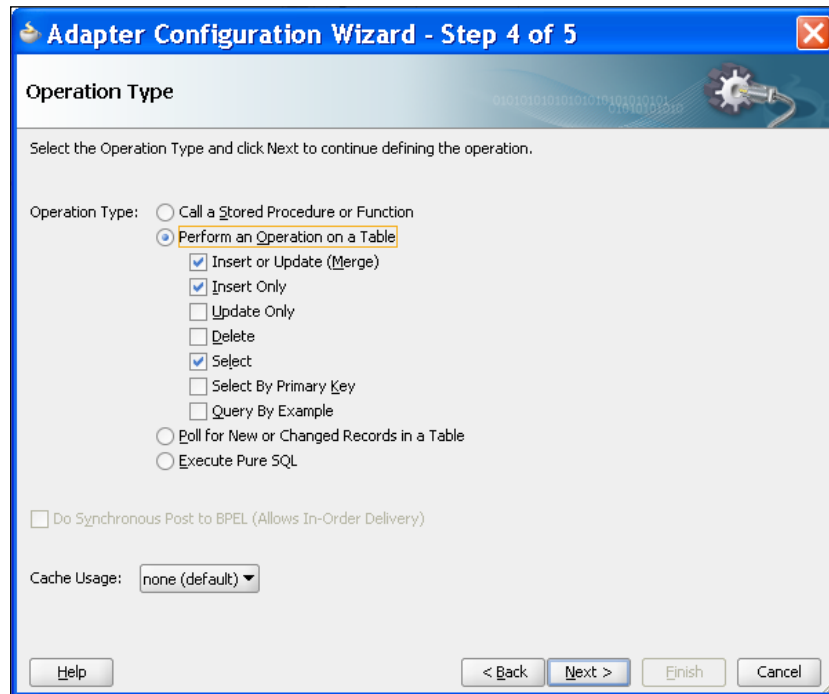 Adapter Configuration Wizard - Step 4 of 5
Operation Type
Select the Operation Type and click Next to continue defining the operation.
Operation Type: Call a Stored Procedure or Function
Perform an Operation on a Table
Insert or Update (Merge)
Insert Only
Update Only
Delete
Select
Select By Primary Key
Query By Example
Poll for New or Changed Records in a Table
Execute Pure SQL
Do Synchronous Post to BPEL (Allows In-Order Delivery)
Cache Usage: none (default)
Help < Back Next > Finish Cancel